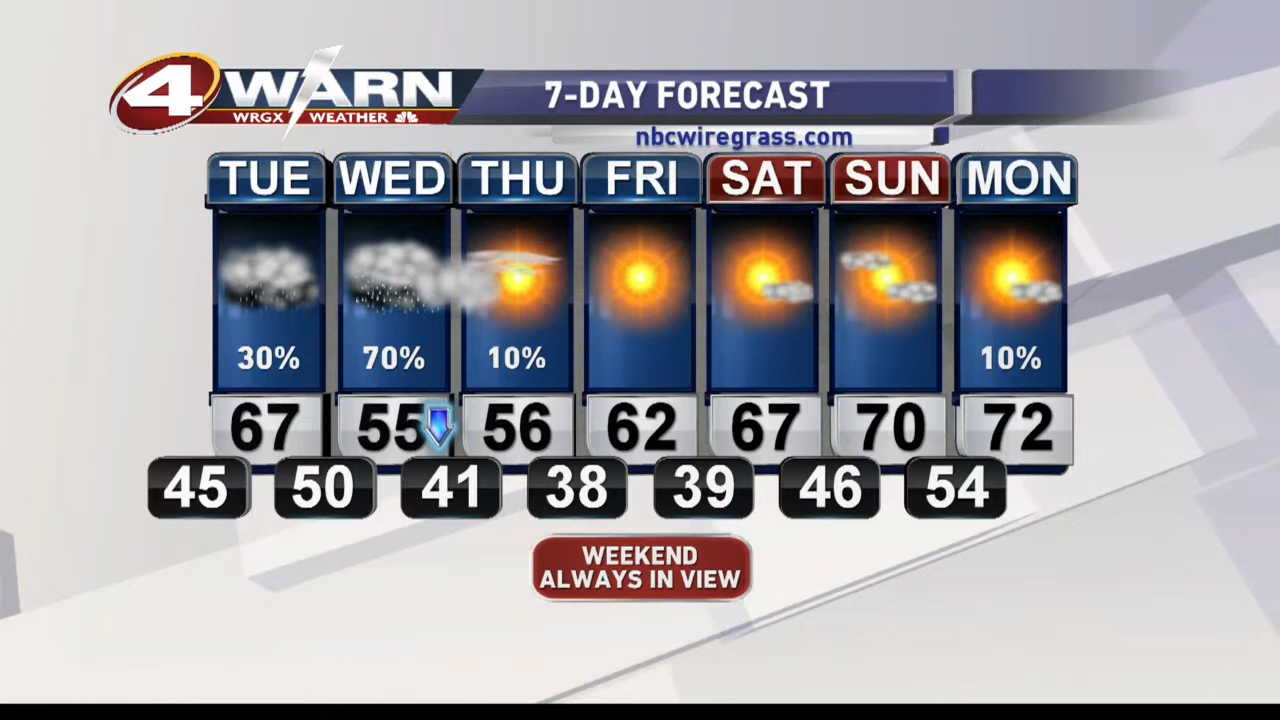 4 WARN
WRGX WEATHER
7-DAY FORECAST
nbcwiregrass.com
TUE WED THU FRI SAT SUN MON
30% 70% 10% 10%
67 55 56 62 67 70 72
45 50 41 38 39 46 54
WEEKEND
ALWAYS IN VIEW